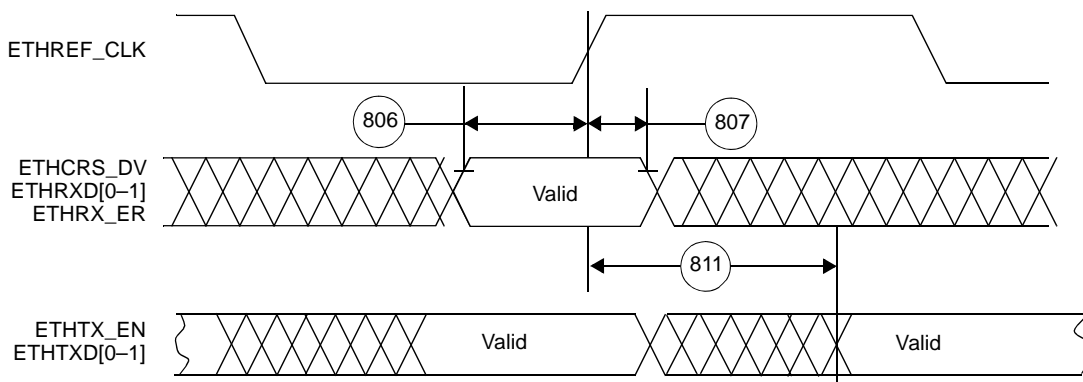 ETHREF_CLK
806
807
ETHCRS_DV
ETHRXD[0–1]
ETHRX_ER
Valid
811
ETHTX_EN
ETHTXD[0–1]
Valid
Valid